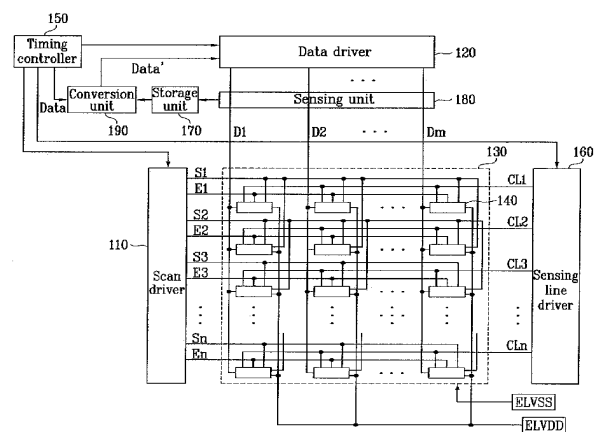 150
Timing
controller
Data driver
120
Data'
Data
Conversion
unit
Storage
unit
Sensing unit
180
190
170
D1
D2
Dm
130
160
S1
E1
CL1
140
S2
E2
CL2
110
S3
E3
CL3
Scan
driver
Sensing
line
driver
Sn
En
CLn
ELVSS
ELVDD